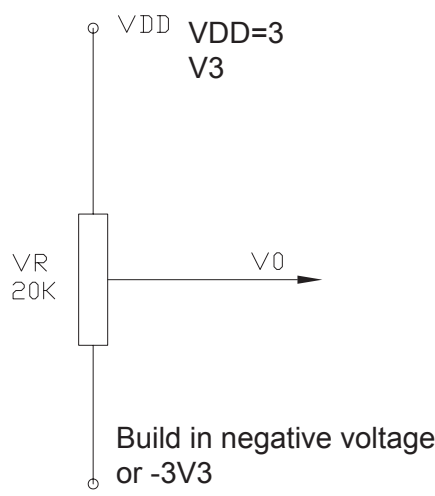 VDD VDD=3
V3
VR
20K
V0
Build in negative voltage
or -3V3